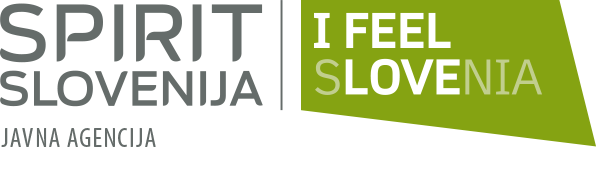 SPIRIT
SLOVENIJA
JAVNA AGENCIJA
I FEEL
SLOVENIA